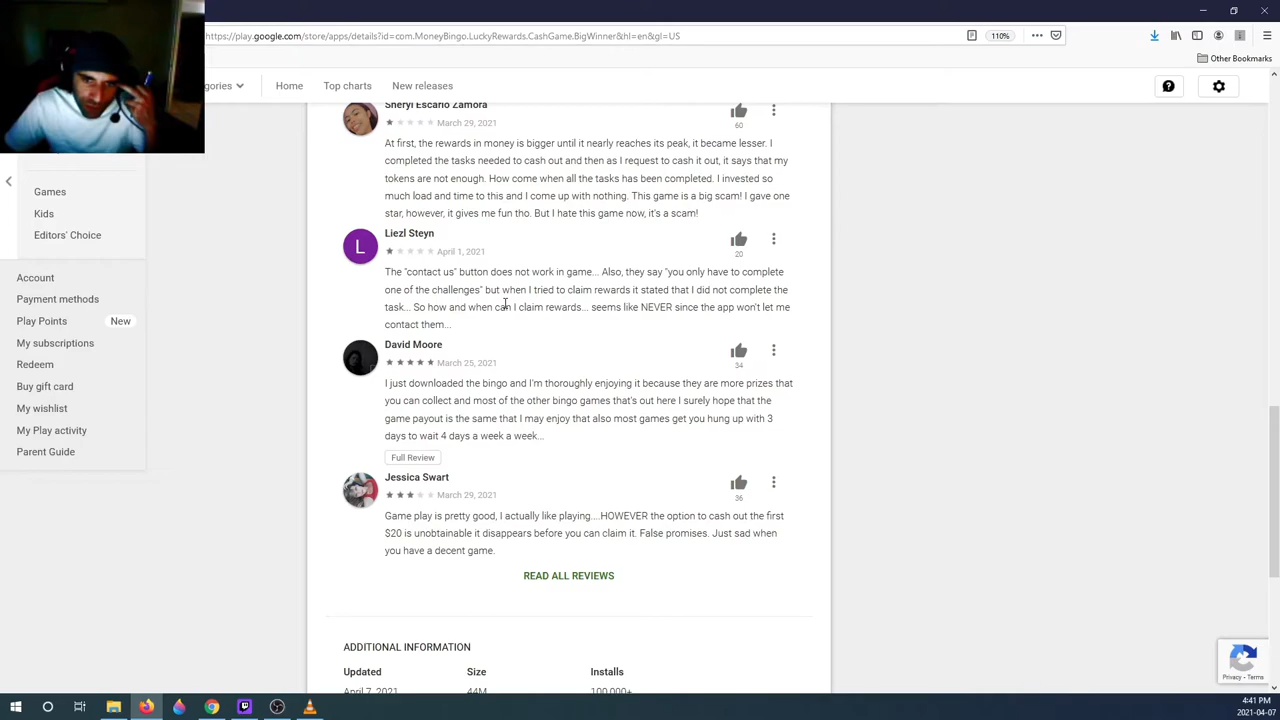 https://play.google.com/store/apps/details?id=com.MoneyBingo.LuckyRewards.CashGame.BigWinner&hl=en&gl=US
110%
Other Bookmarks
gories
Home
Top charts
New releases
Games
Kids
Editors' Choice
Account
Payment methods
Play Points
New
My subscriptions
Redeem
Buy gift card
My wishlist
My Play activity
Parent Guide
Sheryl Escario Zamora
March 29, 2021
60
At first, the rewards in money is bigger until it nearly reaches its peak, it became lesser. I
completed the tasks needed to cash out and then as I request to cash it out, it says that my
tokens are not enough. How come when all the tasks has been completed. I invested so
much load and time to this and I come up with nothing. This game is a big scam! I gave one
star, however, it gives me fun tho. But I hate this game now, it's a scam!
L
Liezl Steyn
April 1, 2021
20
The "contact us" button does not work in game... Also, they say "you only have to complete
one of the challenges" but when I tried to claim rewards it stated that I did not complete the
task... So how and when can I claim rewards... seems like NEVER since the app won't let me
contact them...
David Moore
March 25, 2021
34
I just downloaded the bingo and I'm thoroughly enjoying it because they are more prizes that
you can collect and most of the other bingo games that's out here I surely hope that the
game payout is the same that I may enjoy that also most games get you hung up with 3
days to wait 4 days a week a week...
Full Review
Jessica Swart
March 29, 2021
36
Game play is pretty good, I actually like playing....HOWEVER the option to cash out the first
$20 is unobtainable it disappears before you can claim it. False promises. Just sad when
you have a decent game.
READ ALL REVIEWS
ADDITIONAL INFORMATION
Updated
Size
Installs
April 7, 2021
44M
100,000+
Privacy - Terms
4:41 PM
2021-04-07